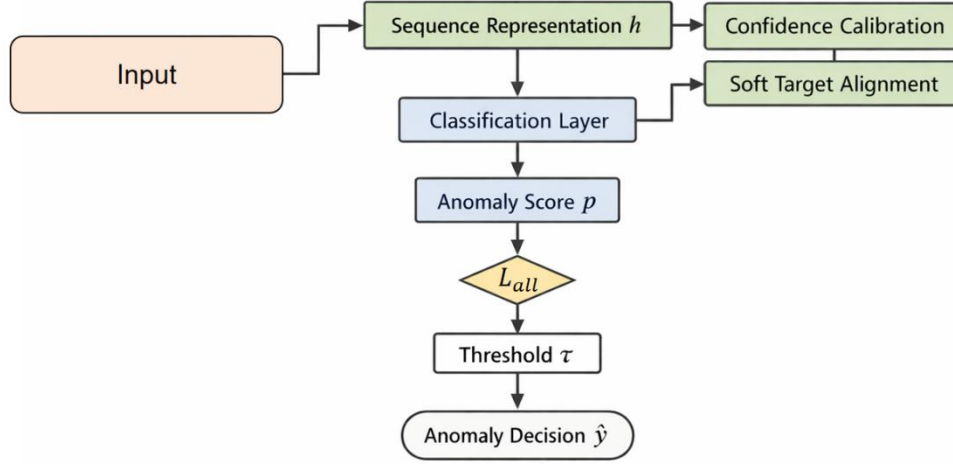 Sequence Representation h
Confidence Calibration
Input
Soft Target Alignment
Classification Layer
Anomaly Score p
L_all
Threshold τ
Anomaly Decision ŷ